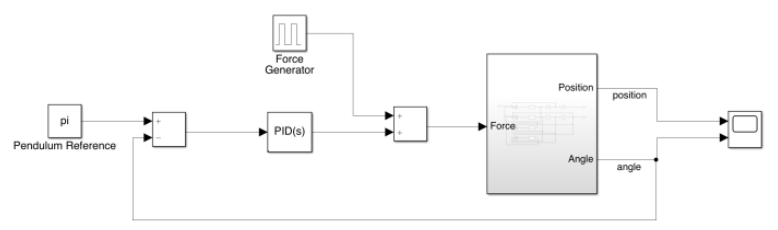 Force
Generator
Position
position
pi
+
−
PID(s)
+
+
Force
Pendulum Reference
Angle
angle